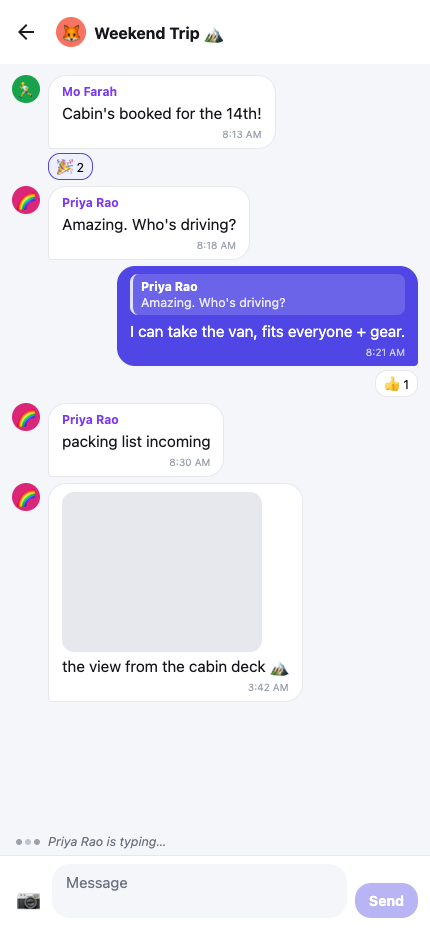 Weekend Trip 🏔️
Mo Farah
Cabin's booked for the 14th!
8:13 AM
🎉 2
Priya Rao
Amazing. Who's driving?
8:18 AM
Priya Rao
Amazing. Who's driving?
I can take the van, fits everyone + gear.
8:21 AM
👍 1
Priya Rao
packing list incoming
8:30 AM
the view from the cabin deck 🏔️
3:42 AM
Priya Rao is typing...
Message
Send